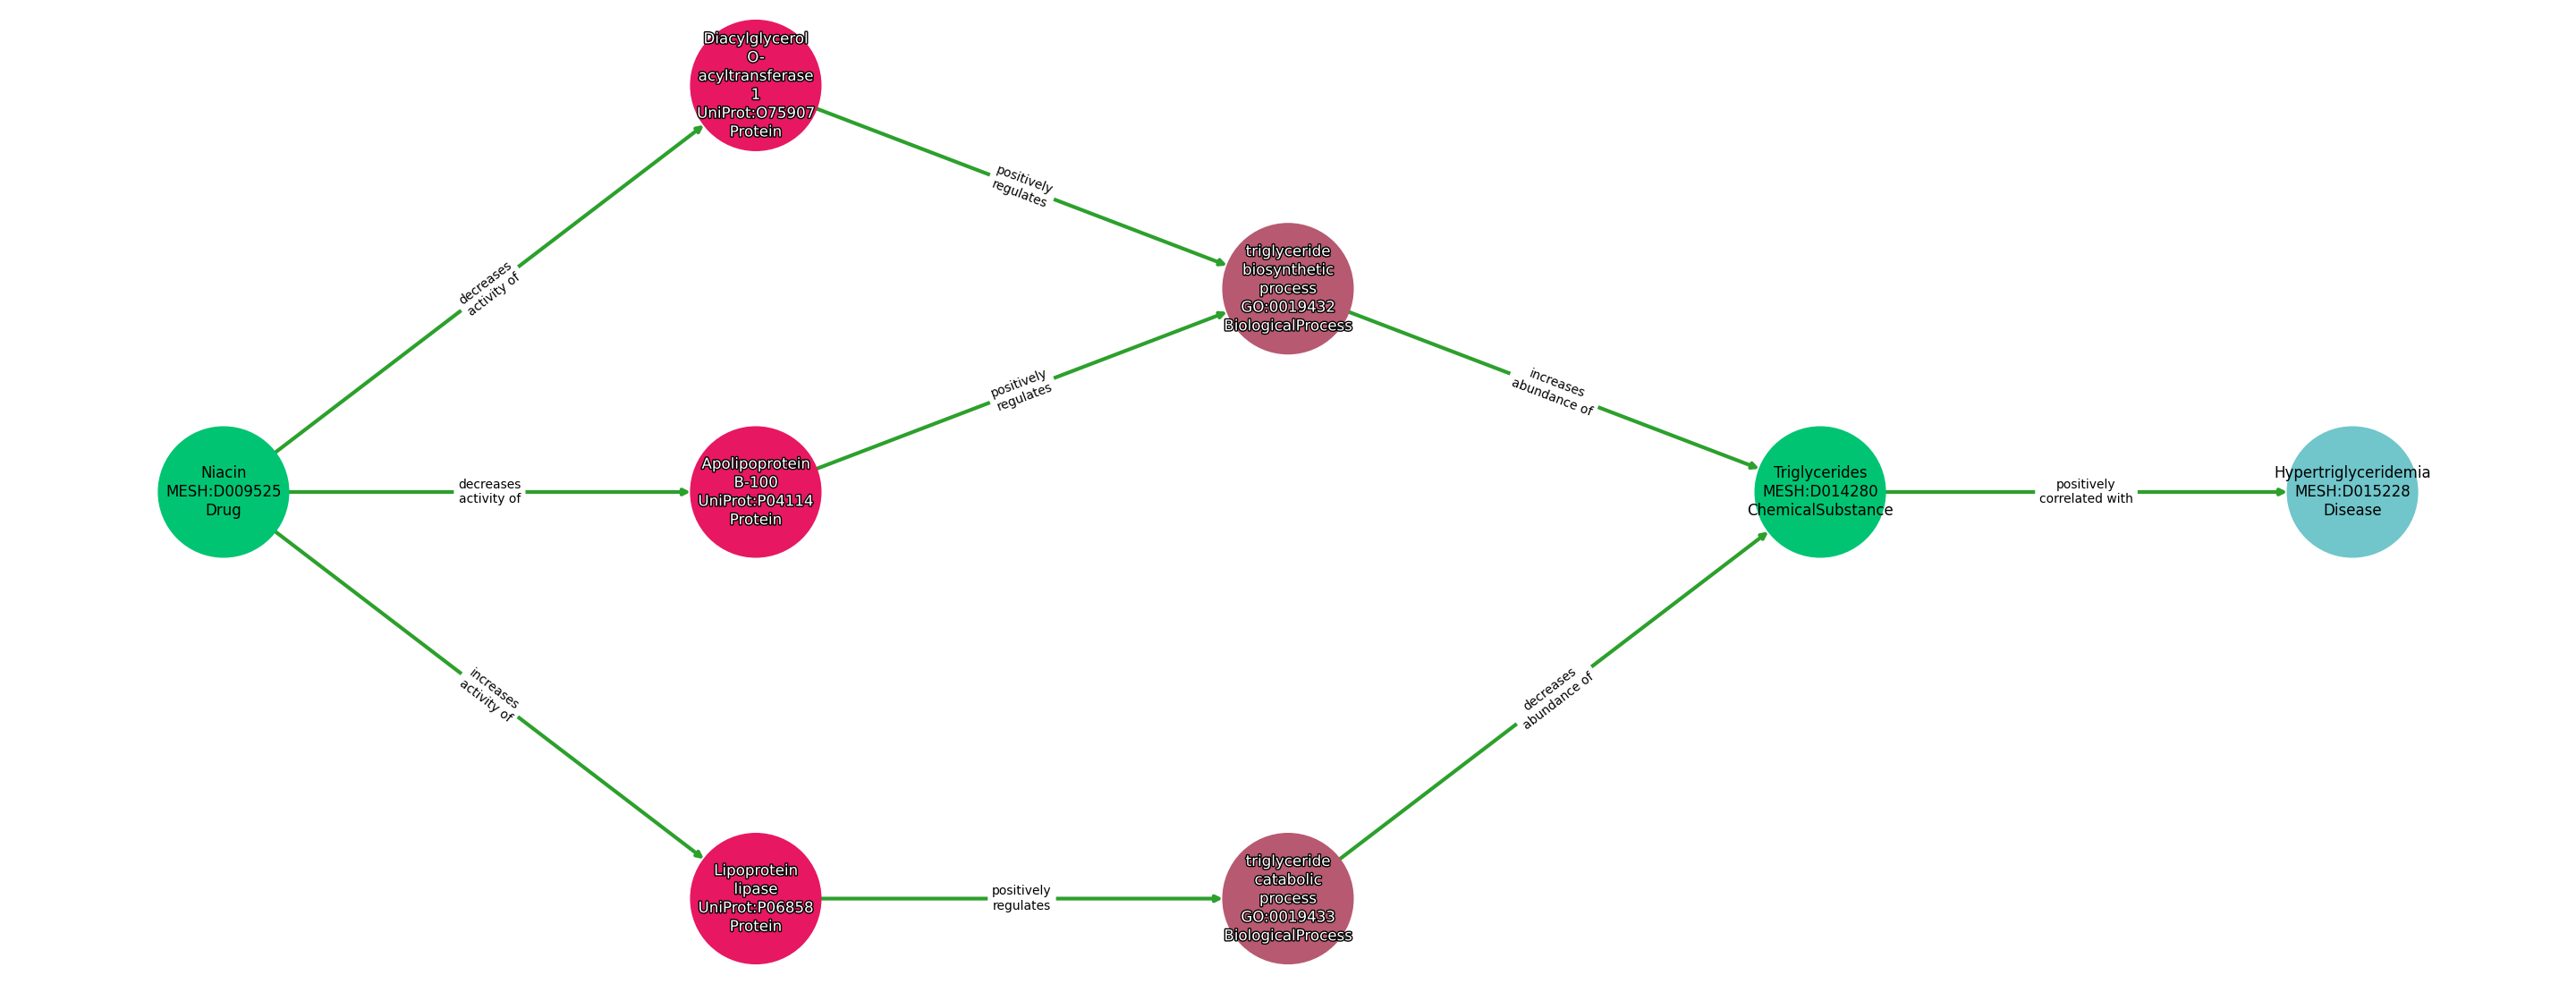 Diacylglycerol
O-
acyltransferase
1
UniProt:O75907
Protein
positively
regulates
decreases
activity of
triglyceride
biosynthetic
process
GO:0019432
BiologicalProcess
positively
regulates
increases
abundance of
Niacin
MESH:D009525
Drug
decreases
activity of
Apolipoprotein
B-100
UniProt:P04114
Protein
Triglycerides
MESH:D014280
ChemicalSubstance
positively
correlated with
Hypertriglyceridemia
MESH:D015228
Disease
increases
activity of
decreases
abundance of
Lipoprotein
lipase
UniProt:P06858
Protein
positively
regulates
triglyceride
catabolic
process
GO:0019433
BiologicalProcess